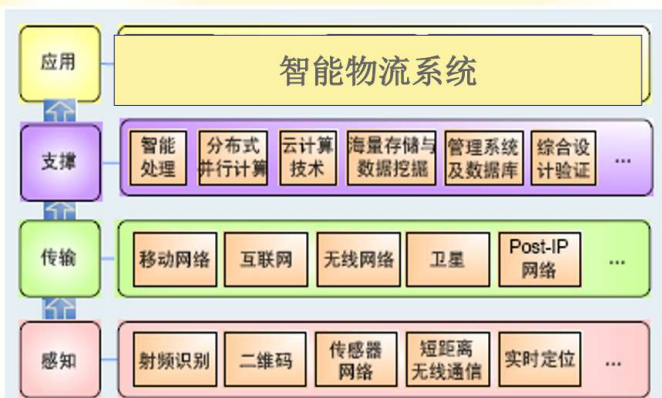 应用
智能物流系统
支撑
智能
处理
分布式
并行计算
云计算
技术
海量存储与
数据挖掘
管理系统
及数据库
综合设
计验证
...
传输
移动网络
互联网
无线网络
卫星
Post-IP
网络
...
感知
射频识别
二维码
传感器
网络
短距离
无线通信
实时定位
...